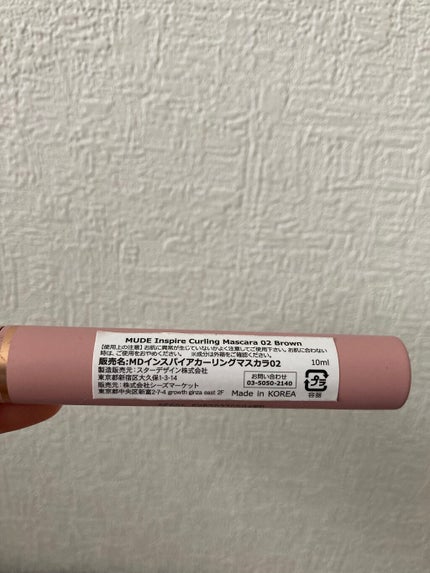 MUDE Inspire Curling Mascara 02 Brown
【使用上の注意】お肌に異常が生じていないかよく注意してご使用下さい。お肌に合わない
時は、ご使用をおやめください。 ※成分は外箱をご確認ください。
販売名:MDインスパイアカーリングマスカラ02 10ml
製造販売元：スターデザイン株式会社
東京都新宿区大久保1-3-14
販売元：株式会社シーズマーケット
東京都中央区新富2-7-4 growth ginza east 2F
お問い合わせ
03-5050-2140
Made in KOREA
プラ
容器